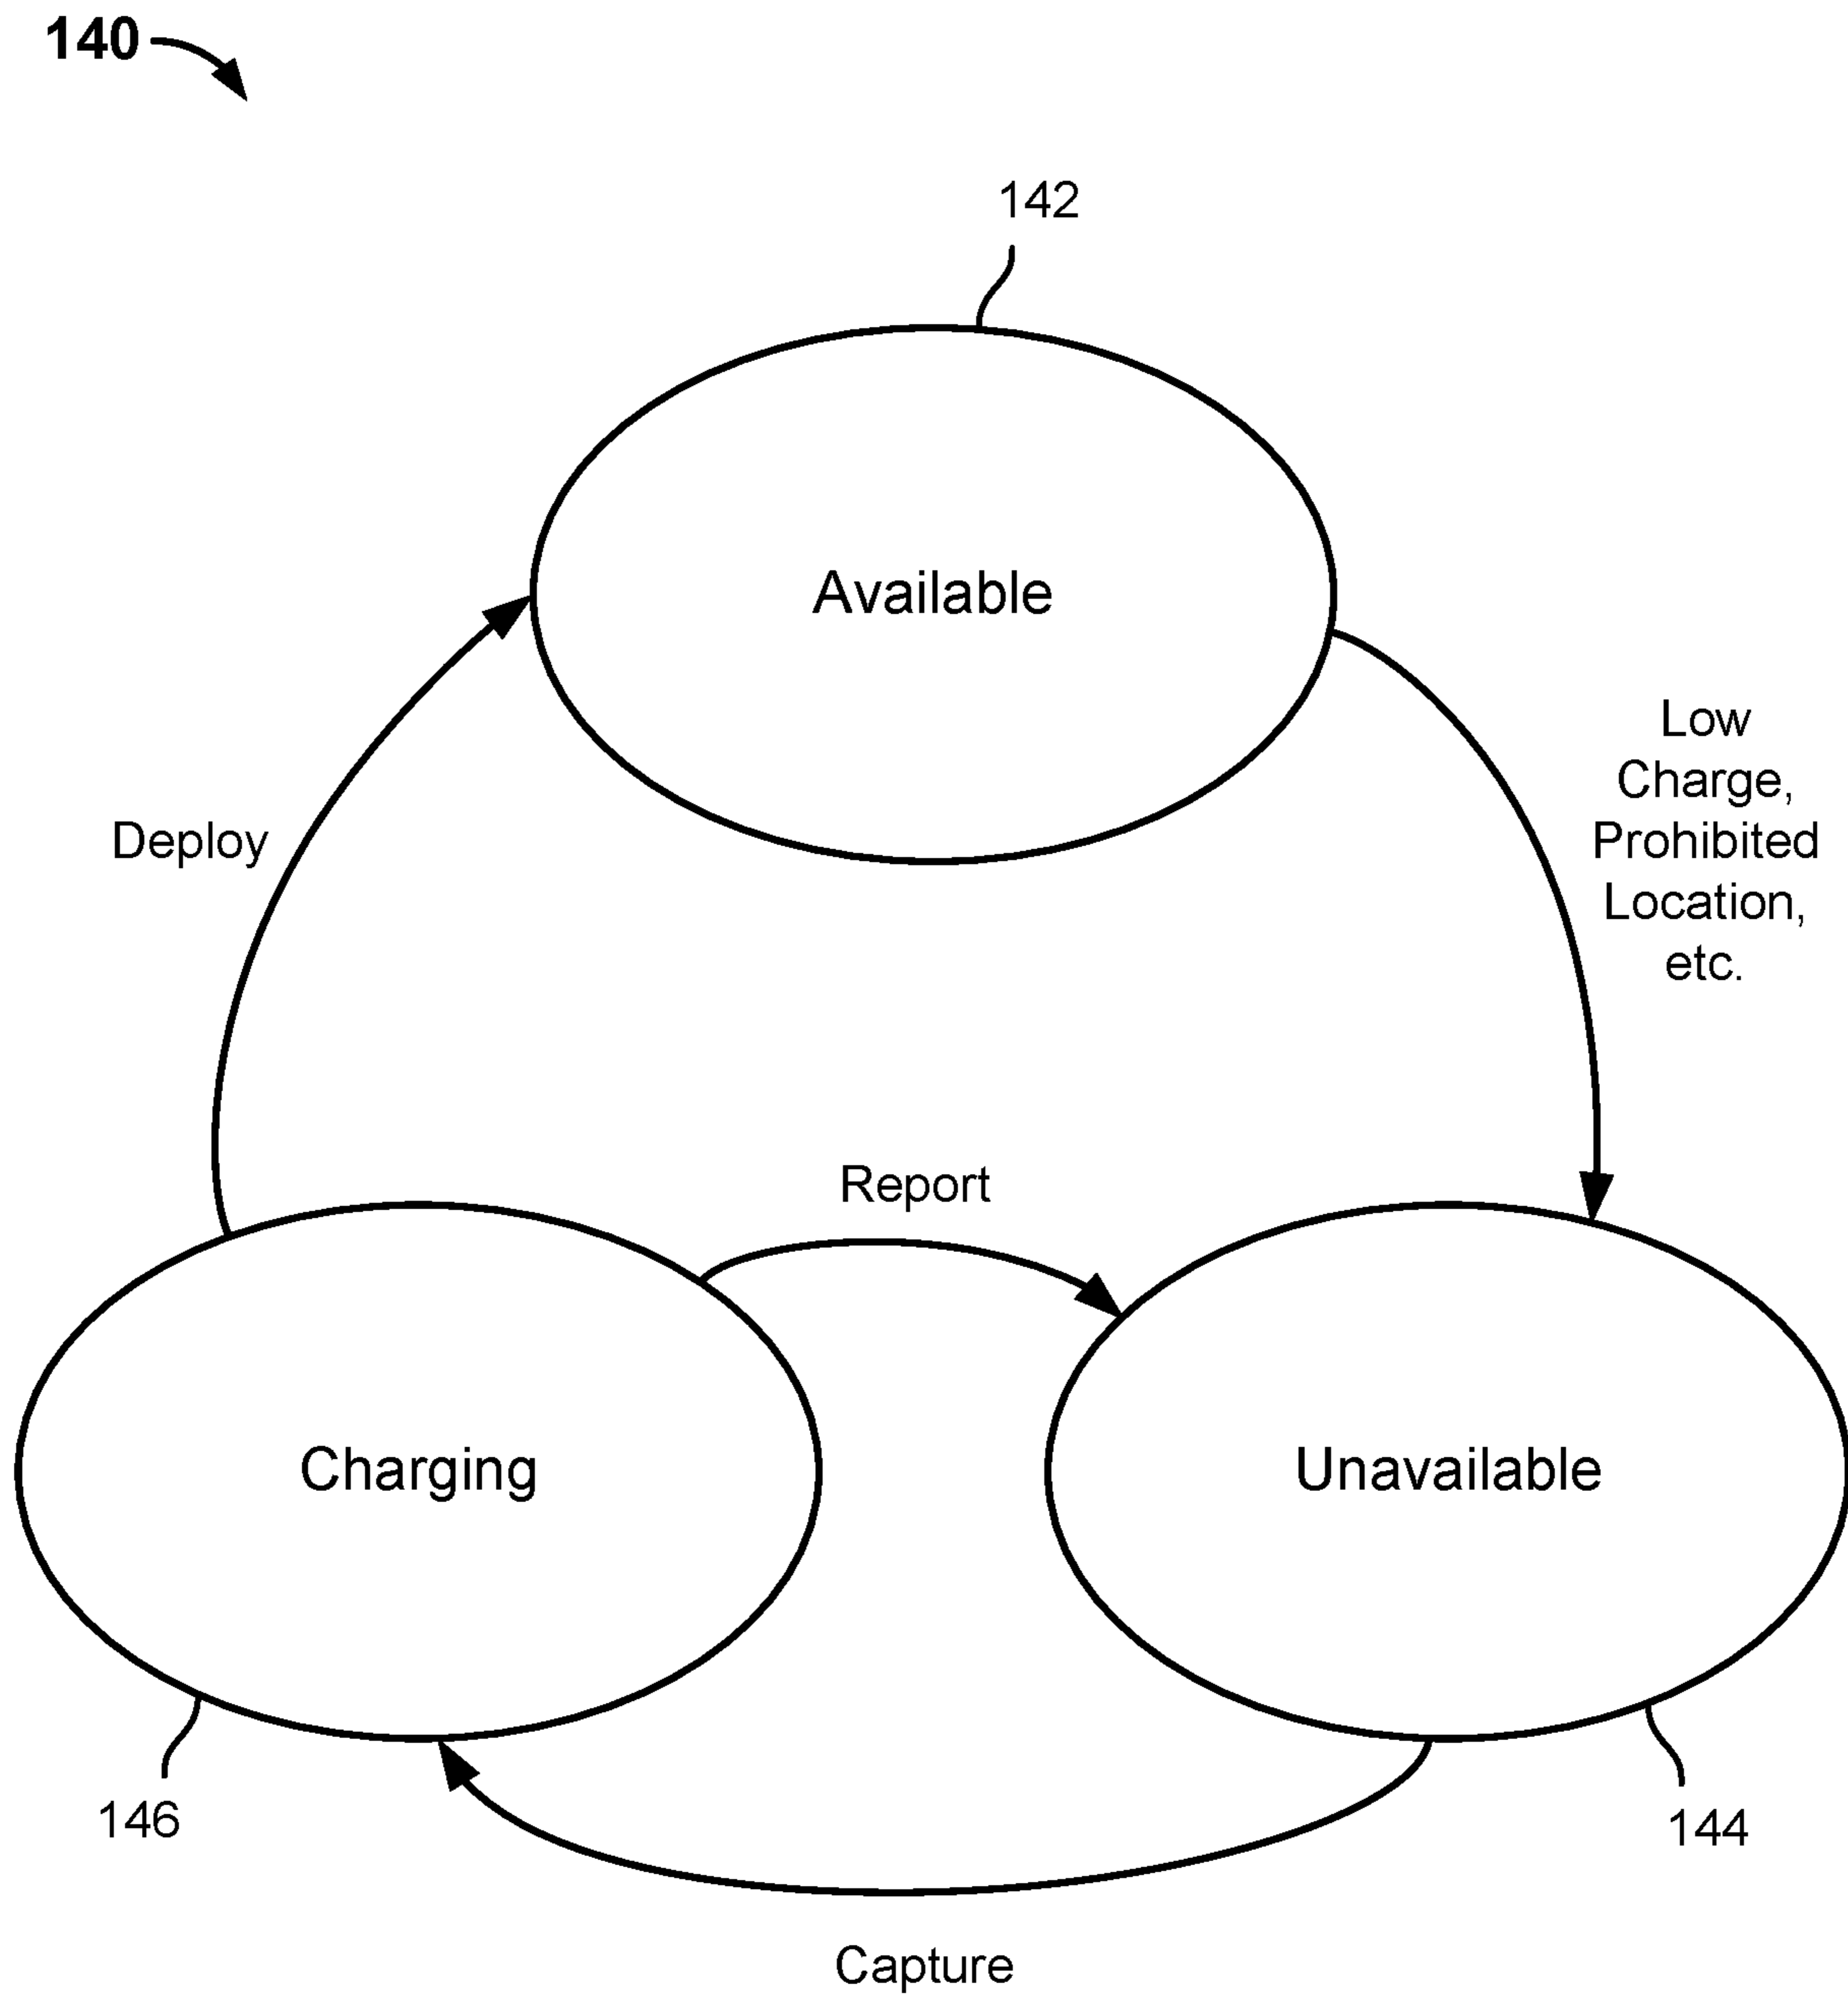 140
142
Available
Deploy
Low
Charge,
Prohibited
Location,
etc.
Report
Charging
Unavailable
146
144
Capture